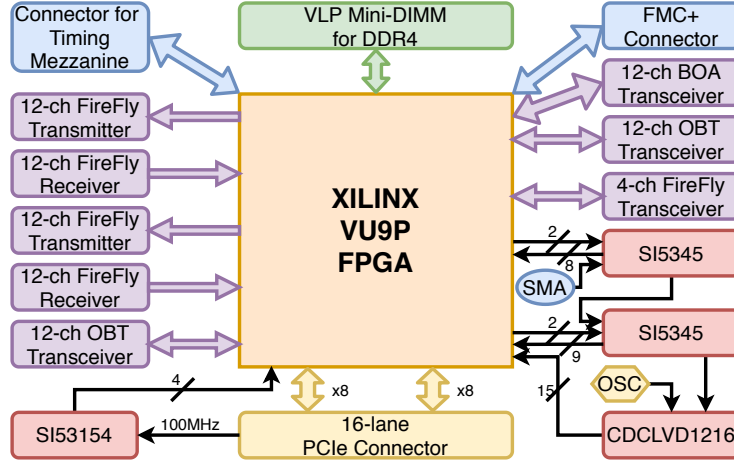 Connector for
Timing
Mezzanine
VLP Mini-DIMM
for DDR4
FMC+
Connector
12-ch FireFly
Transmitter
12-ch FireFly
Receiver
12-ch FireFly
Transmitter
12-ch FireFly
Receiver
12-ch OBT
Transceiver
XILINX
VU9P
FPGA
12-ch BOA
Transceiver
12-ch OBT
Transceiver
4-ch FireFly
Transceiver
2
8
SI5345
SMA
2
9
SI5345
15
OSC
4
x8
x8
SI53154
100MHz
16-lane
PCIe Connector
CDCLVD1216